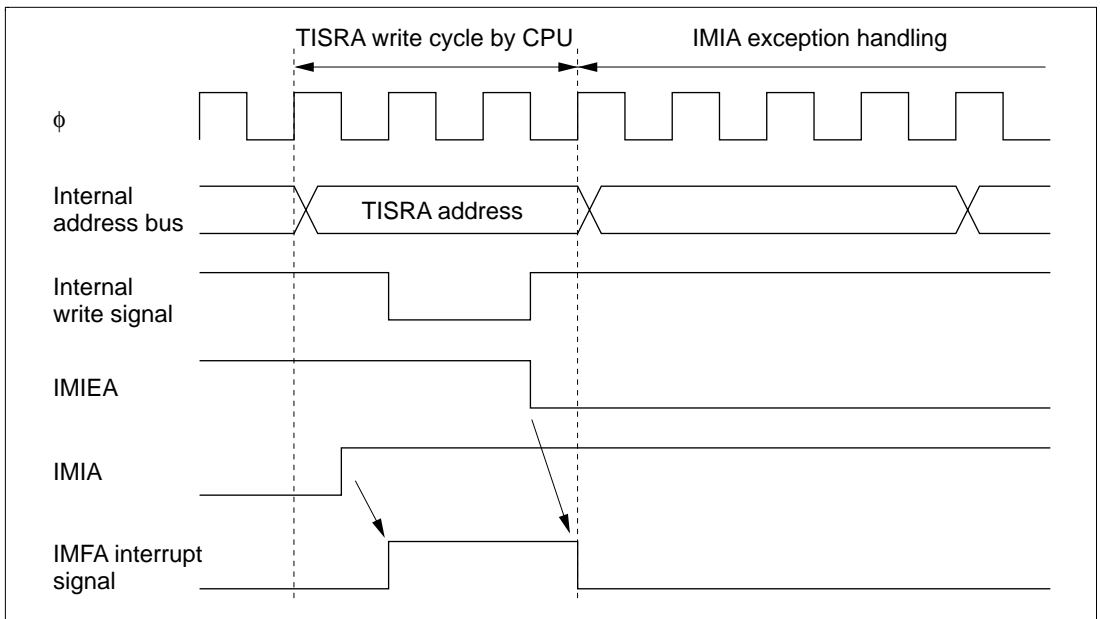 TISRA write cycle by CPU
IMIA exception handling
ϕ
Internal
address bus
TISRA address
Internal
write signal
IMIEA
IMIA
IMFA interrupt
signal